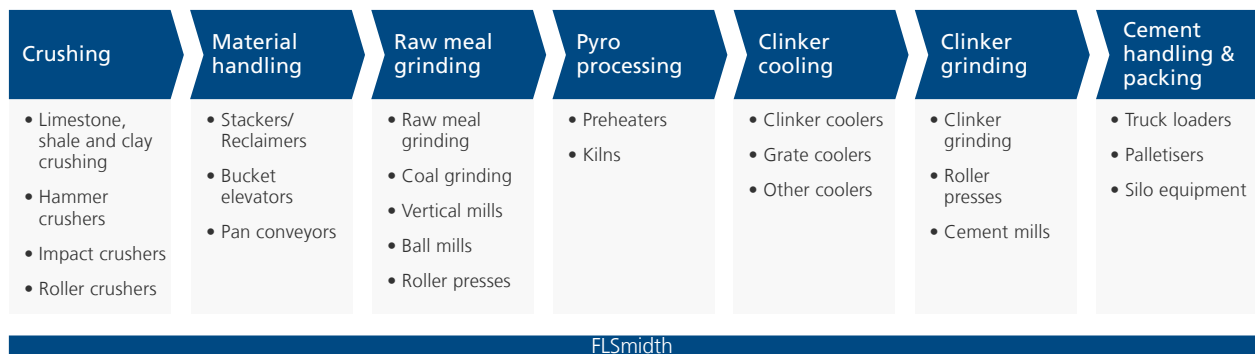 Crushing
Material
handling
Raw meal
grinding
Pyro
processing
Clinker
cooling
Clinker
grinding
Cement
handling &
packing
• Limestone,
shale and clay
crushing
• Hammer
crushers
• Impact crushers
• Roller crushers
• Stackers/
Reclaimers
• Bucket
elevators
• Pan conveyors
• Raw meal
grinding
• Coal grinding
• Vertical mills
• Ball mills
• Roller presses
• Preheaters
• Kilns
• Clinker coolers
• Grate coolers
• Other coolers
• Clinker
grinding
• Roller
presses
• Cement mills
• Truck loaders
• Palletisers
• Silo equipment
FLSmidth